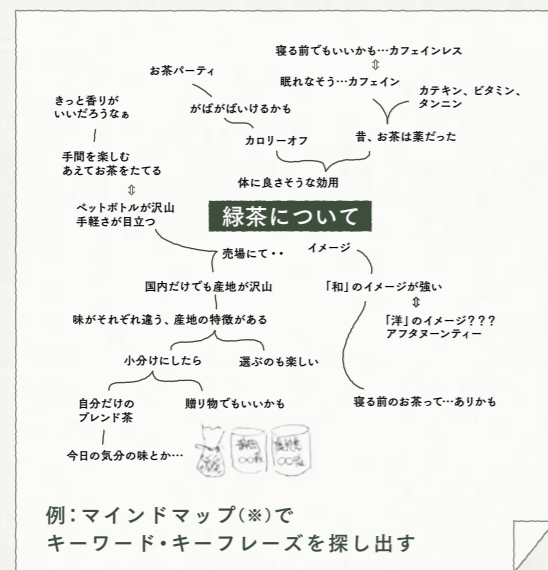 寝る前でもいいかも…カフェインレス
⇕
お茶パーティ
眠れなそう…カフェイン
カテキン、ビタミン、
タンニン
きっと香りが
いいだろうなぁ
がばがばいけるかも
カロリーオフ
昔、お茶は薬だった
手間を楽しむ
あえてお茶をたてる
⇕
体に良さそうな効用
ペットボトルが沢山
手軽さが目立つ
緑茶について
売場にて・・
イメージ
国内だけでも産地が沢山
「和」のイメージが強い
⇕
「洋」のイメージ???
アフタヌーンティー
味がそれぞれ違う、産地の特徴がある
小分けにしたら
選ぶのも楽しい
自分だけの
ブレンド茶
贈り物でもいいかも
寝る前のお茶って…ありかも
今日の気分の味とか…
静岡
〇〇茶
〇〇茶
例:マインドマップ(※)で
キーワード・キーフレーズを探し出す